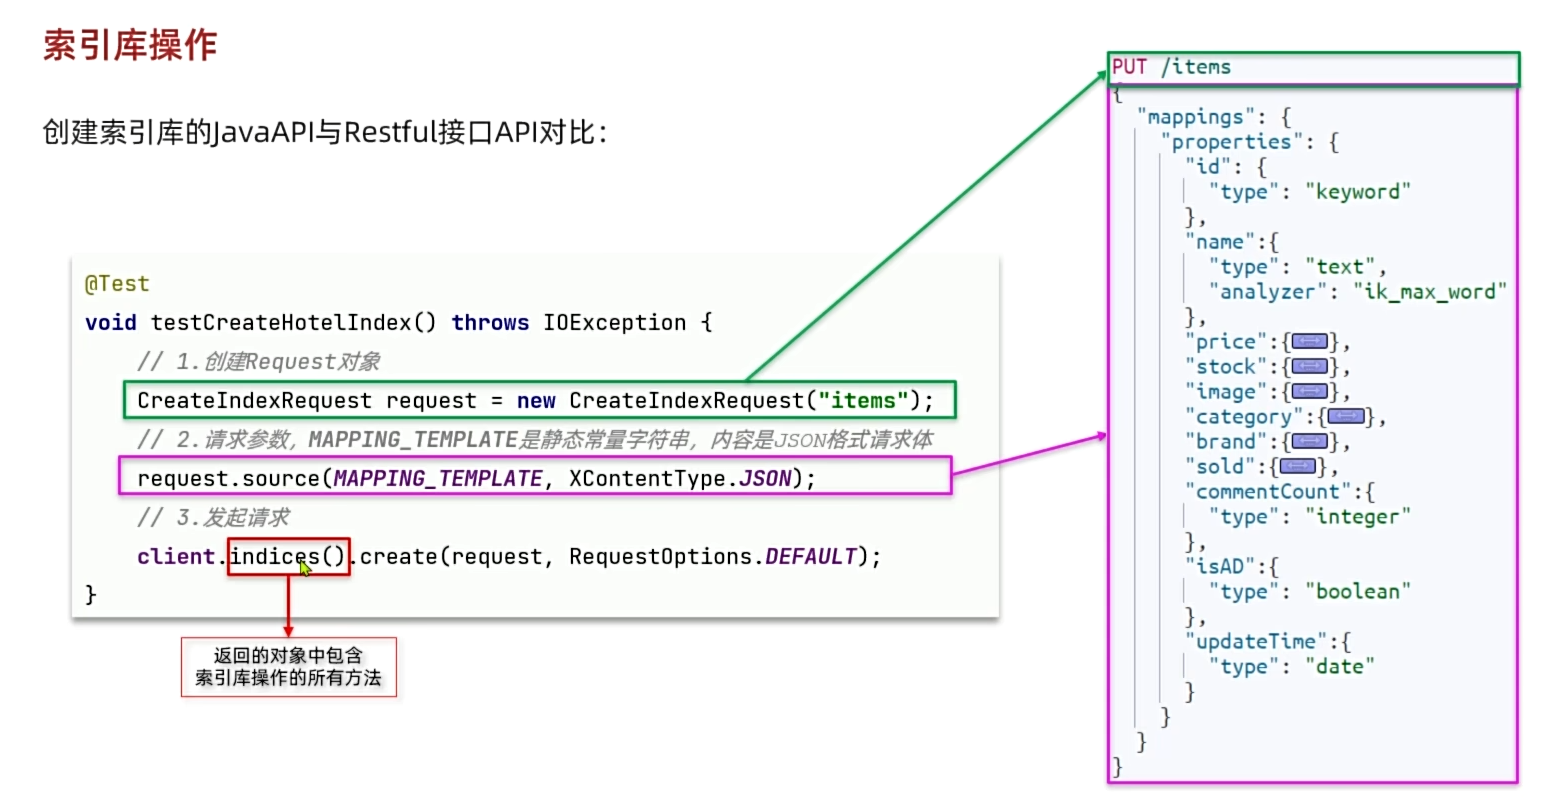 索引库操作
创建索引库的JavaAPI与Restful接口API对比：
@Test
void testCreateHotelIndex() throws IOException {
// 1.创建Request对象
CreateIndexRequest request = new CreateIndexRequest("items");
// 2.请求参数，MAPPING_TEMPLATE是静态常量字符串，内容是JSON格式请求体
request.source(MAPPING_TEMPLATE, XContentType.JSON);
// 3.发起请求
client.indices().create(request, RequestOptions.DEFAULT);
}
返回的对象中包含
索引库操作的所有方法
PUT /items
{
"mappings": {
"properties": {
"id": {
"type": "keyword"
},
"name":{
"type": "text",
"analyzer": "ik_max_word"
},
"price":{},
"stock":{},
"image":{},
"category":{},
"brand":{},
"sold":{},
"commentCount":{
"type": "integer"
},
"isAD":{
"type": "boolean"
},
"updateTime":{
"type": "date"
}
}
}
}